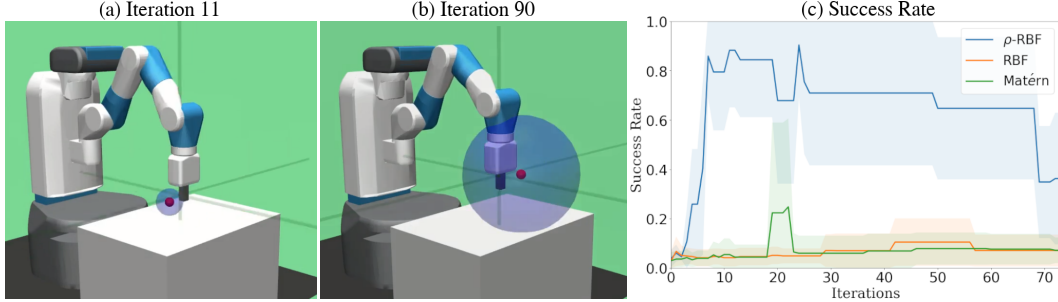 (a) Iteration 11
(b) Iteration 90
(c) Success Rate
Success Rate
1.0
0.8
0.6
0.4
0.2
0.0
ρ-RBF
RBF
Matérn
0 10 20 30 40 50 60 70
Iterations